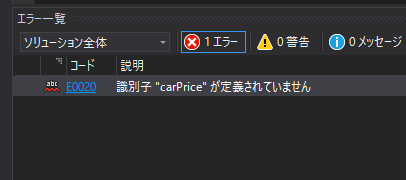 エラー一覧
ソリューション全体 1 エラー 0 警告 0 メッセージ
コード 説明
abc E0020 識別子 "carPrice" が定義されていません